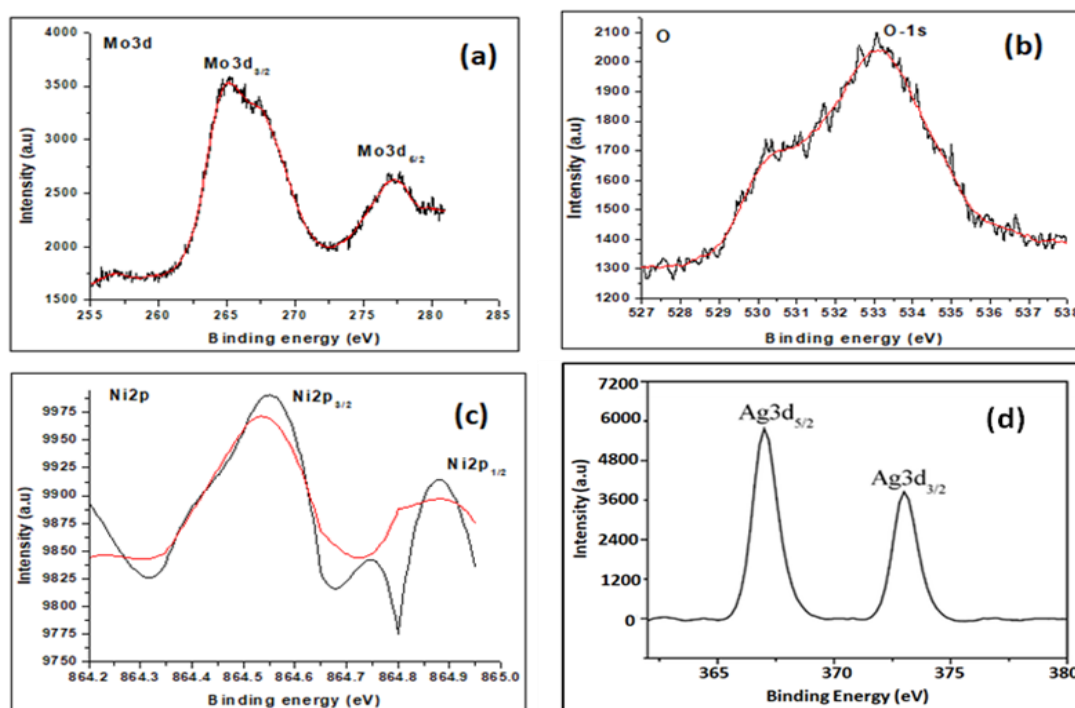 Mo3d
(a)
Mo3d3/2
Mo3d5/2
4000
3500
3000
2500
2000
1500
Intensity (a.u)
255 260 265 270 275 280 285
Binding energy (eV)
O
O-1s
(b)
2100
2000
1900
1800
1700
1600
1500
1400
1300
1200
Intensity (a.u)
527 528 529 530 531 532 533 534 535 536 537 538
Binding energy (eV)
Ni2p
Ni2p3/2
(c)
Ni2p1/2
9975
9950
9925
9900
9875
9850
9825
9800
9775
9750
Intensity (a.u)
864.2 864.3 864.4 864.5 864.6 864.7 864.8 864.9 865.0
Binding energy (eV)
7200
6000
4800
3600
2400
1200
0
Intensity (a.u)
Ag3d5/2
(d)
Ag3d3/2
365 370 375 380
Binding Energy (eV)